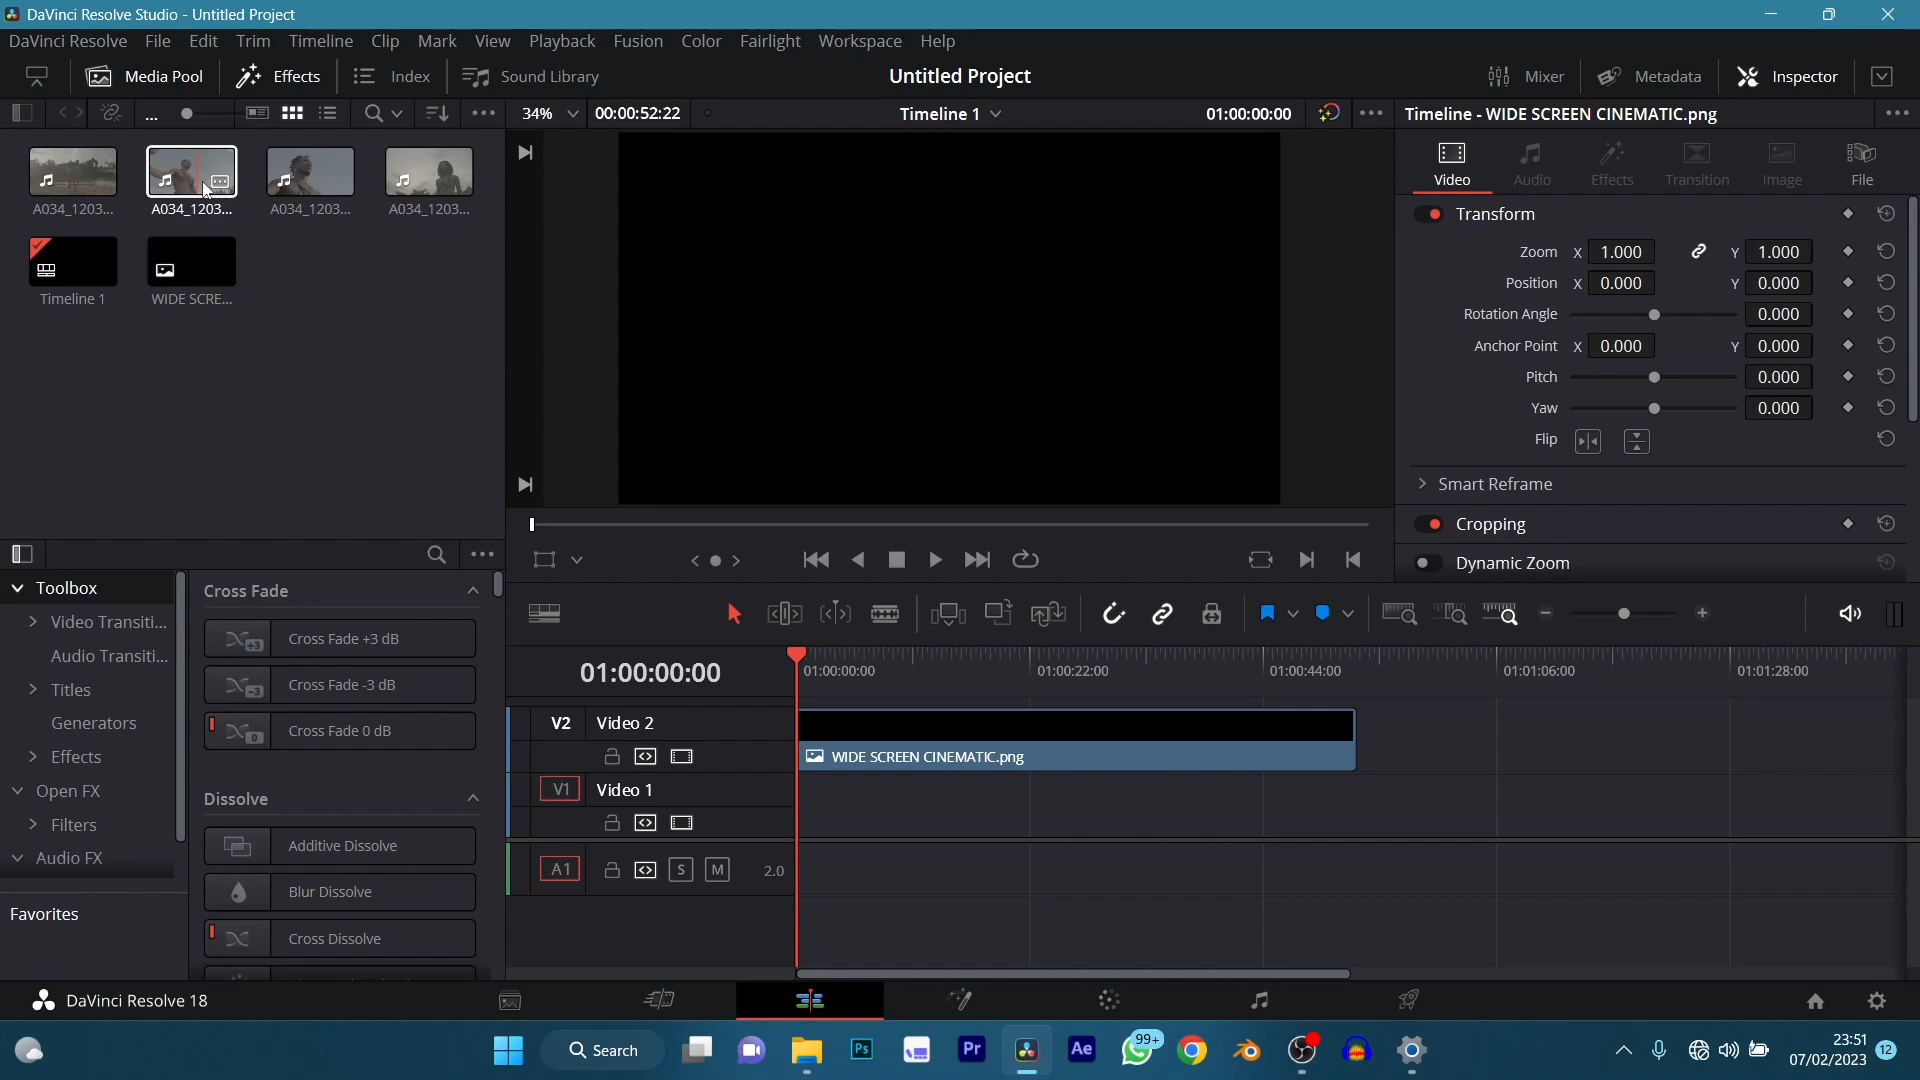 DaVinci Resolve Studio - Untitled Project
DaVinci Resolve File Edit Trim Timeline Clip Mark View Playback Fusion Color Fairlight Workspace Help
Media Pool Effects Index Sound Library Untitled Project Mixer Metadata Inspector
... 34% 00:00:52:22 Timeline 1 01:00:00:00 Timeline - WIDE SCREEN CINEMATIC.png
Video Audio Effects Transition Image File
A034_1203... A034_1203... A034_1203... A034_1203...
Transform
Zoom X 1.000 Y 1.000
Position X 0.000 Y 0.000
Timeline 1 WIDE SCRE...
Rotation Angle 0.000
Anchor Point X 0.000 Y 0.000
Pitch 0.000
Yaw 0.000
Flip
Smart Reframe
Cropping
Dynamic Zoom
Toolbox
Video Transiti...
Audio Transiti...
Titles
Generators
Effects
Open FX
Filters
Audio FX
Favorites
Cross Fade
+3 Cross Fade +3 dB
-3 Cross Fade -3 dB
0 Cross Fade 0 dB
Dissolve
Additive Dissolve
Blur Dissolve
Cross Dissolve
01:00:00:00 01:00:00:00 01:00:22:00 01:00:44:00 01:01:06:00 01:01:28:00
V2 Video 2
WIDE SCREEN CINEMATIC.png
V1 Video 1
A1 S M 2.0
DaVinci Resolve 18
Search Ps Pr Ae 99+ 23:51
07/02/2023 12